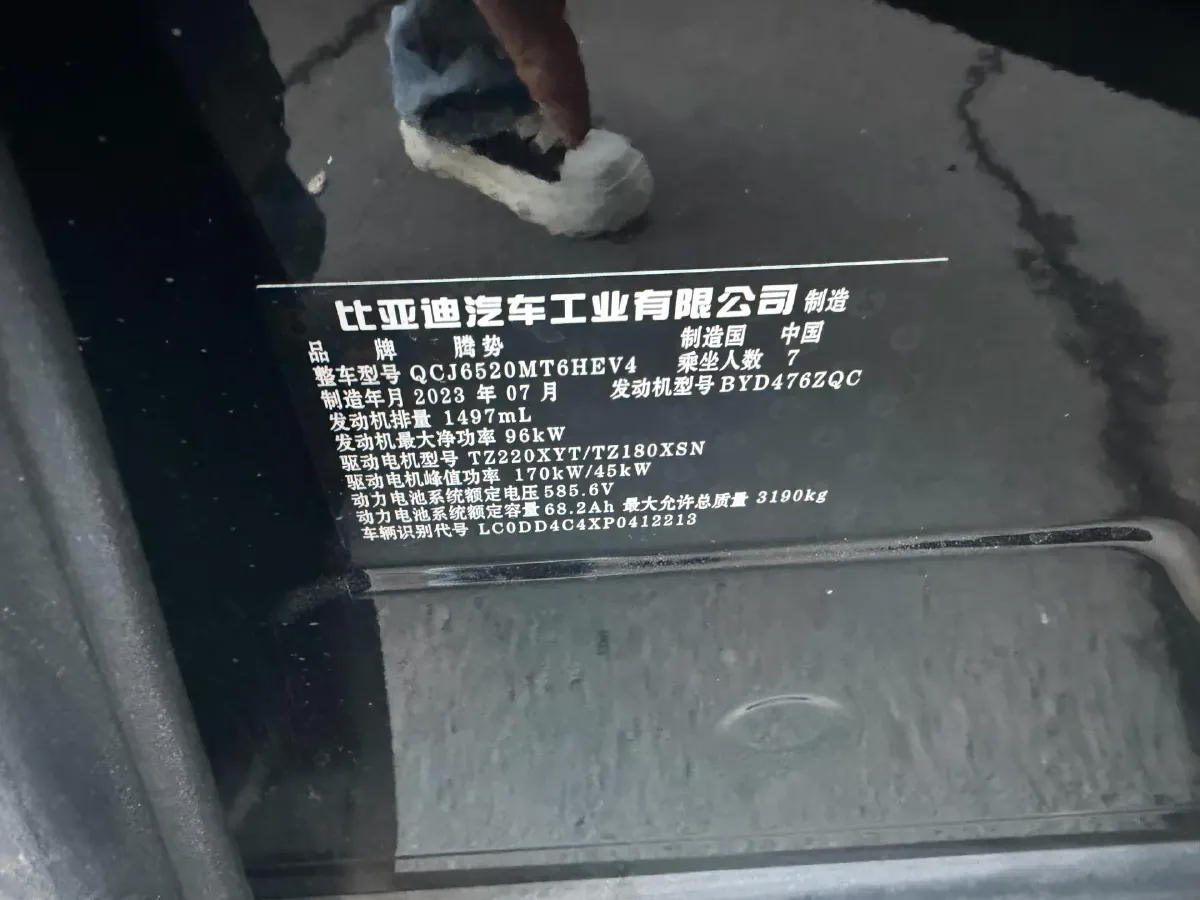 比亚迪汽车工业有限公司 制造
品 牌 腾势 制造国 中国
整车型号 QCJ6520MT6HEV4 乘坐人数 7
制造年月 2023 年 07 月 发动机型号 BYD476ZQC
发动机排量 1497mL
发动机最大净功率 96kW
驱动电机型号 TZ220XYT/TZ180XSN
驱动电机峰值功率 170kW/45kW
动力电池系统额定电压 585.6V
动力电池系统额定容量 68.2Ah 最大允许总质量 3190kg
车辆识别代号 LC0DD4C4XP0412213